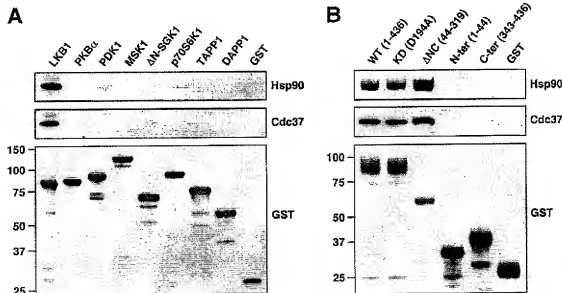 A
LKB1 PKBα PDK1 MSK1 ΔN-SGK1 p70S6K1 TAPP1 DAPP1 GST
Hsp90
Cdc37
150
100
75
50
37
25
GST
B
WT (1-436) KD (D194A) ΔNC (44-319) N-ter (1-44) C-ter (343-436) GST
Hsp90
Cdc37
100
75
50
37
25
GST